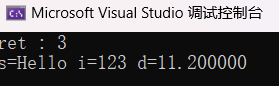 Microsoft Visual Studio 调试控制台
ret : 3
s=Hello i=123 d=11.200000